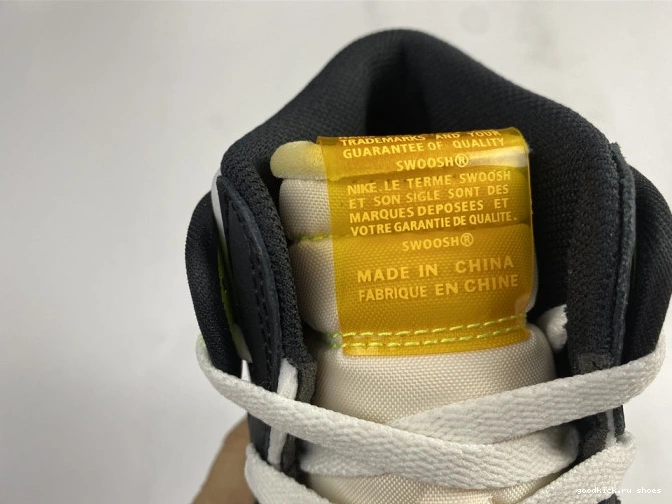 TRADEMARKS AND YOUR
GUARANTEE OF QUALITY
SWOOSH®
NIKE. LE TERME SWOOSH
ET SON SIGLE SONT DES
MARQUES DEPOSEES ET
VOTRE GARANTIE DE QUALITE.
SWOOSH®
MADE IN CHINA
FABRIQUE EN CHINE
goodkick.ru shoes